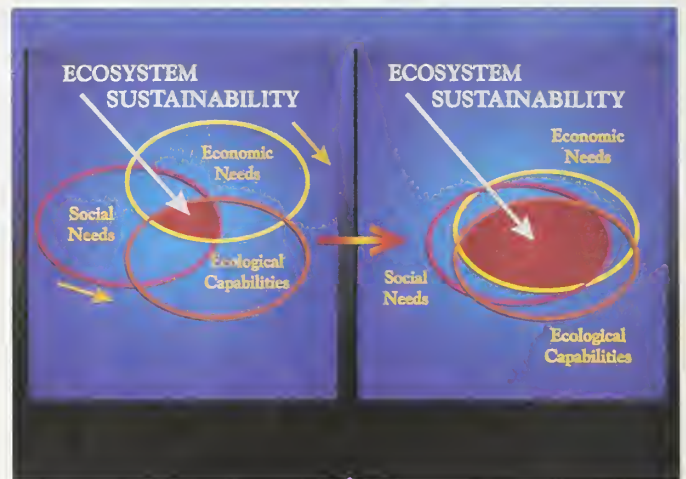 ECOSYSTEM
SUSTAINABILITY
Economic
Needs
Social
Needs
Ecological
Capabilities
ECOSYSTEM
SUSTAINABILITY
Economic
Needs
Social
Needs
Ecological
Capabilities